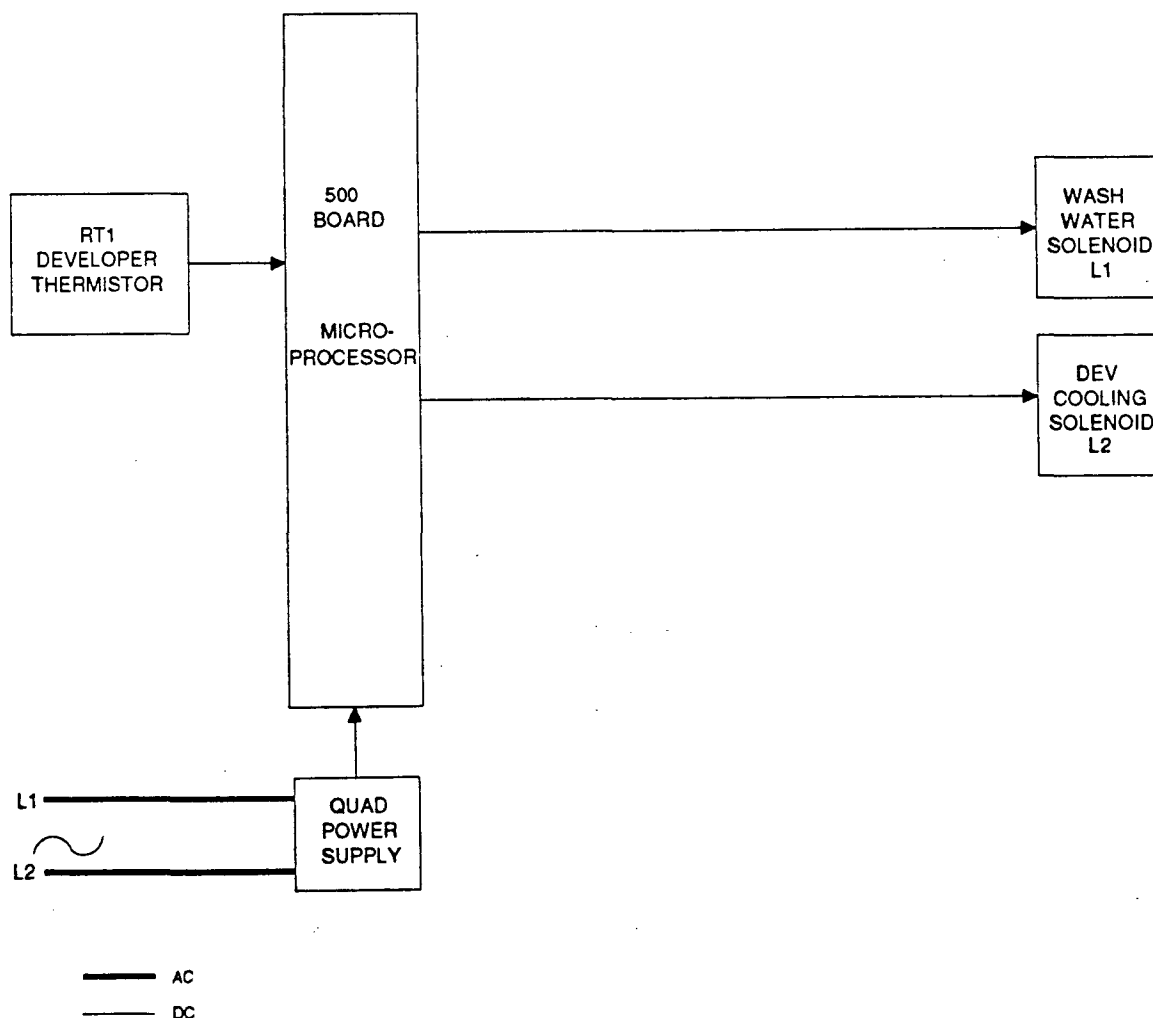 500
BOARD
MICRO-
PROCESSOR
RT1
DEVELOPER
THERMISTOR
WASH
WATER
SOLENOID
L1
DEV
COOLING
SOLENOID
L2
L1
L2
QUAD
POWER
SUPPLY
AC
DC